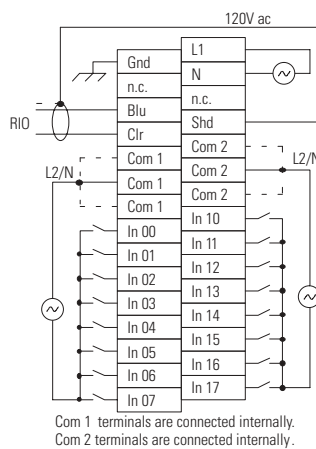 120V ac
L1
Gnd
N
n.c.
n.c.
Blu
Shd
RIO
Clr
Com 2
Com 1
L2/N
Com 2
L2/N
Com 1
Com 2
Com 1
In 10
In 00
In 11
In 01
In 12
In 02
In 13
In 03
In 14
In 04
In 15
In 05
In 16
In 06
In 17
In 07
Com 1 terminals are connected internally.
Com 2 terminals are connected internally.